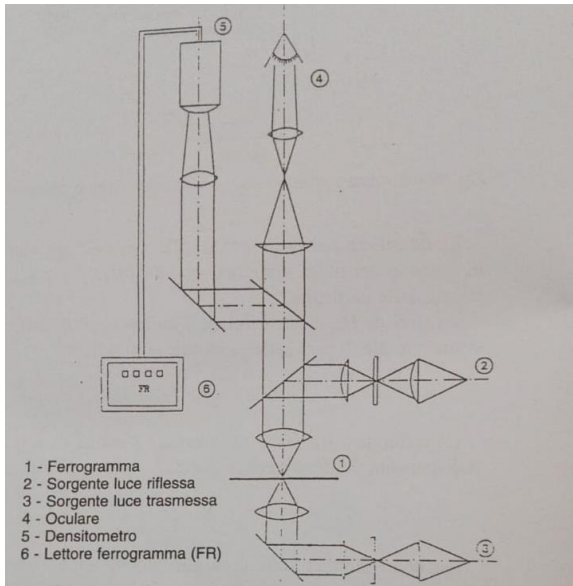 5
4
FR
6
2
1
3
1 - Ferrogramma
2 - Sorgente luce riflessa
3 - Sorgente luce trasmessa
4 - Oculare
5 - Densitometro
6 - Lettore ferrogramma (FR)